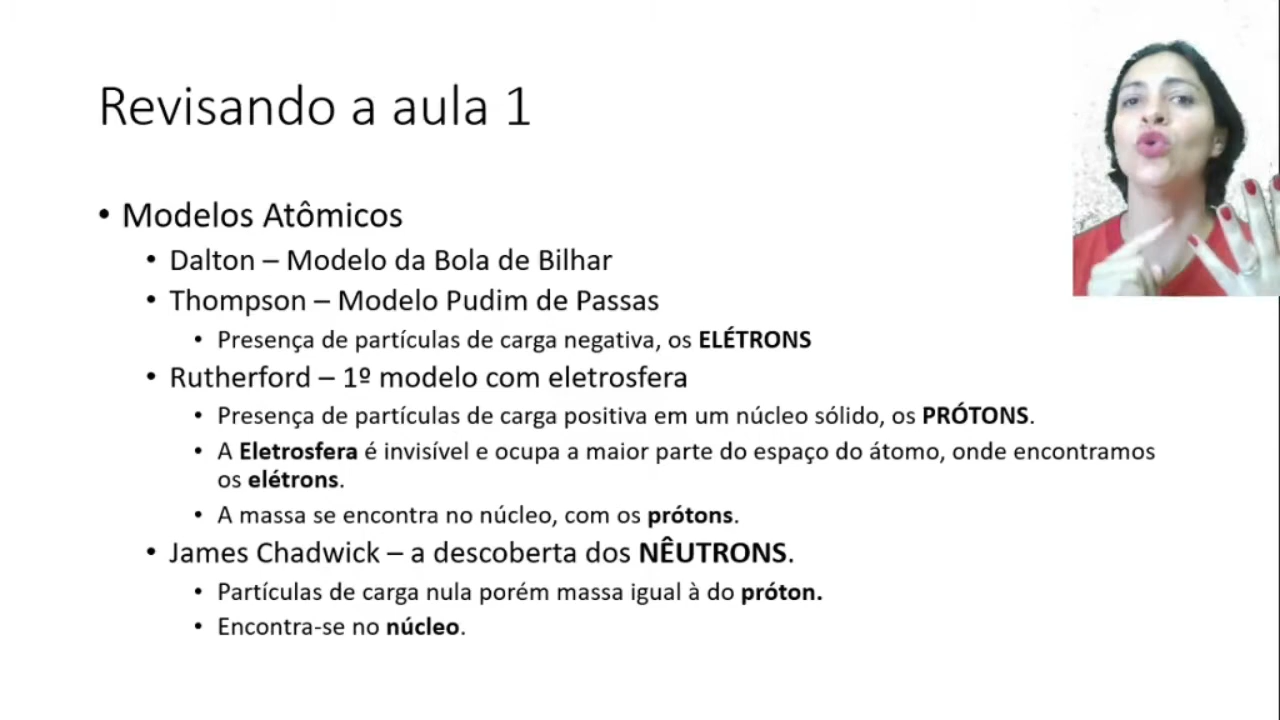 Revisando a aula 1
• Modelos Atômicos
• Dalton – Modelo da Bola de Bilhar
• Thompson – Modelo Pudim de Passas
• Presença de partículas de carga negativa, os ELÉTRONS
• Rutherford – 1º modelo com eletrosfera
• Presença de partículas de carga positiva em um núcleo sólido, os PRÓTONS.
• A Eletrosfera é invisível e ocupa a maior parte do espaço do átomo, onde encontramos
os elétrons.
• A massa se encontra no núcleo, com os prótons.
• James Chadwick – a descoberta dos NÊUTRONS.
• Partículas de carga nula porém massa igual à do próton.
• Encontra-se no núcleo.